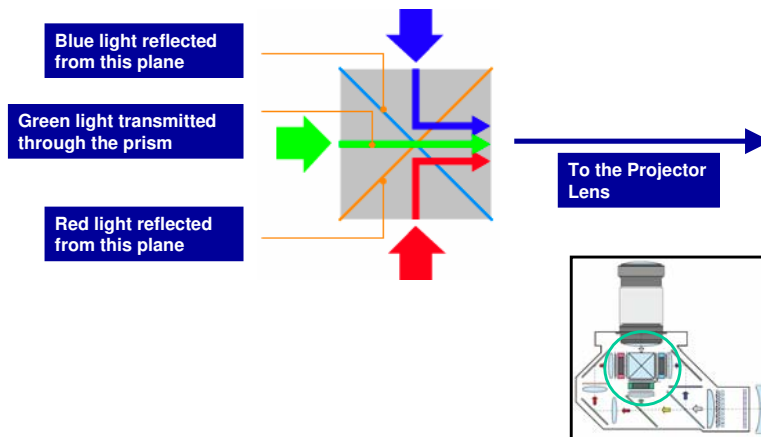 Blue light reflected
from this plane
Green light transmitted
through the prism
To the Projector
Lens
Red light reflected
from this plane